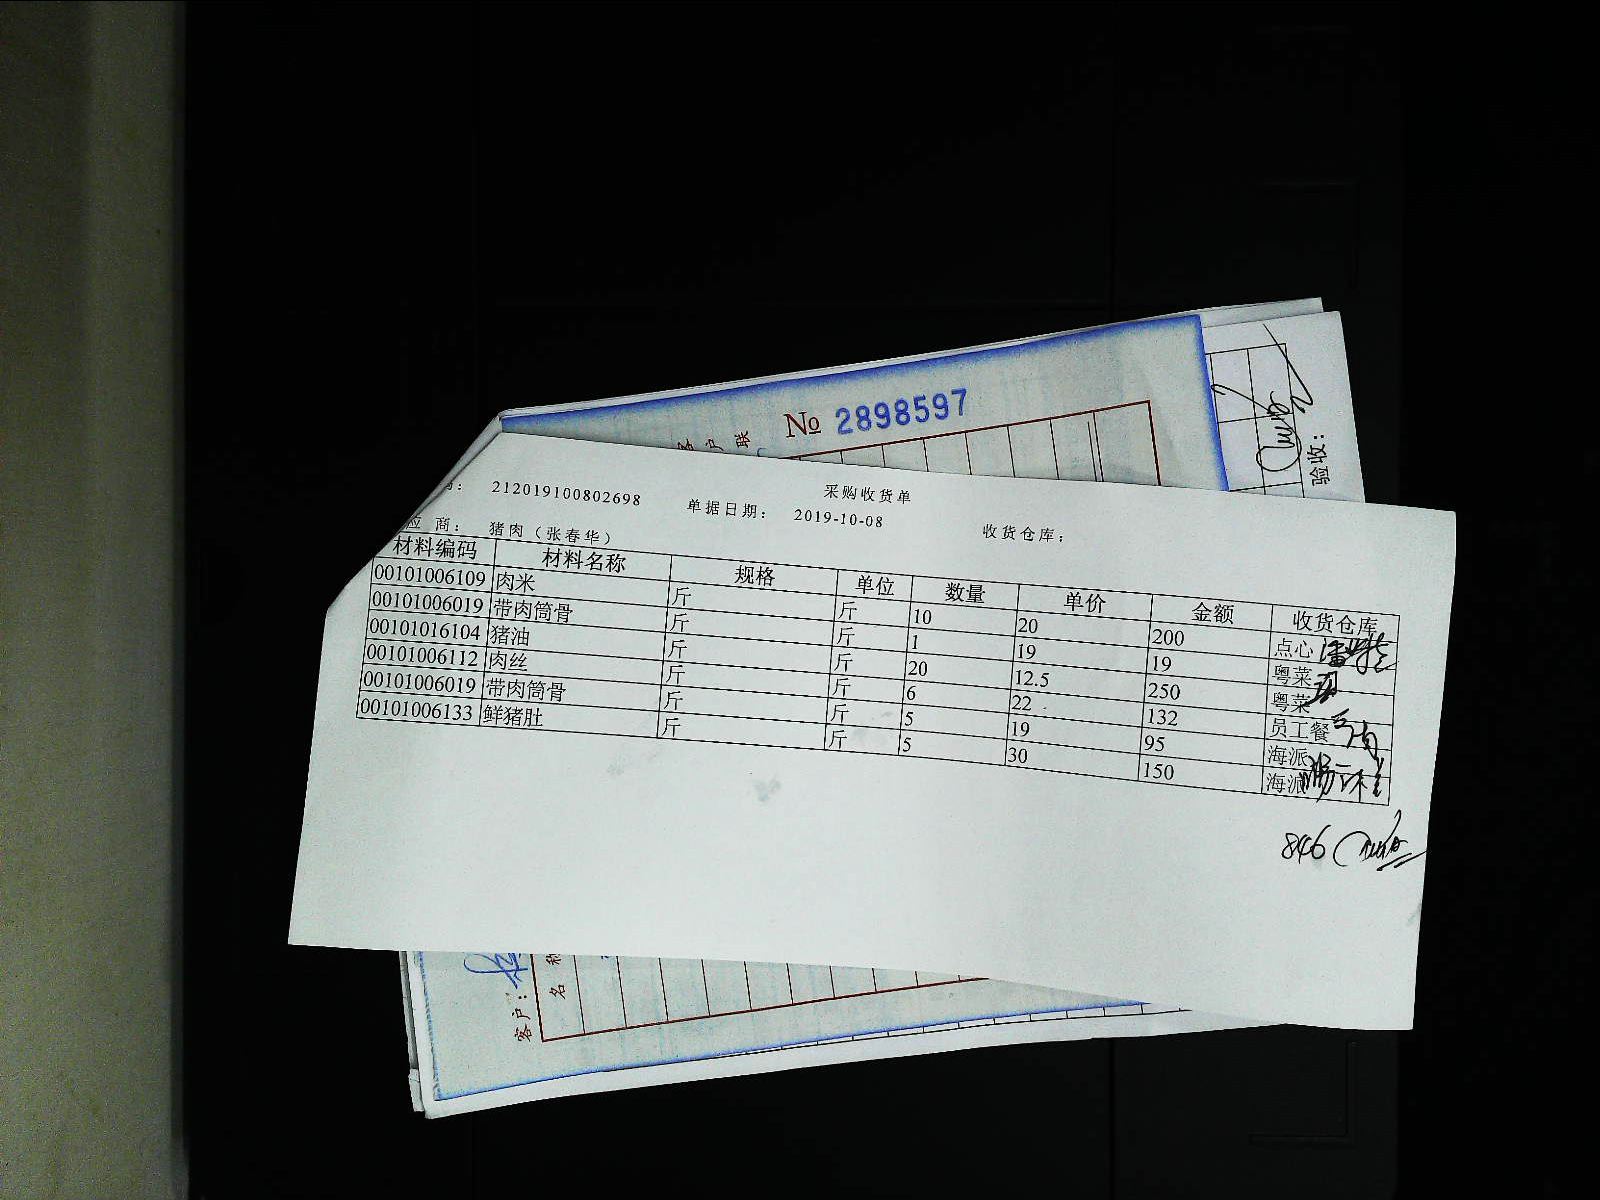 № 2898597
客户联
验收:
采购收货单
212019100802698 单据日期: 2019-10-08 收货仓库:
应 商: 猪肉(张春华)
材料编码 材料名称 规格 单位 数量 单价 金额 收货仓库
00101006109 肉米 斤 斤 10 20 200 点心
00101006019 带肉筒骨 斤 斤 1 19 19 粤菜
00101016104 猪油 斤 斤 20 12.5 250 粤菜
00101006112 肉丝 斤 斤 6 22 132 员工餐
00101006019 带肉筒骨 斤 斤 5 19 95 海派
00101006133 鲜猪肚 斤 斤 5 30 150 海派
846
客户:
名称